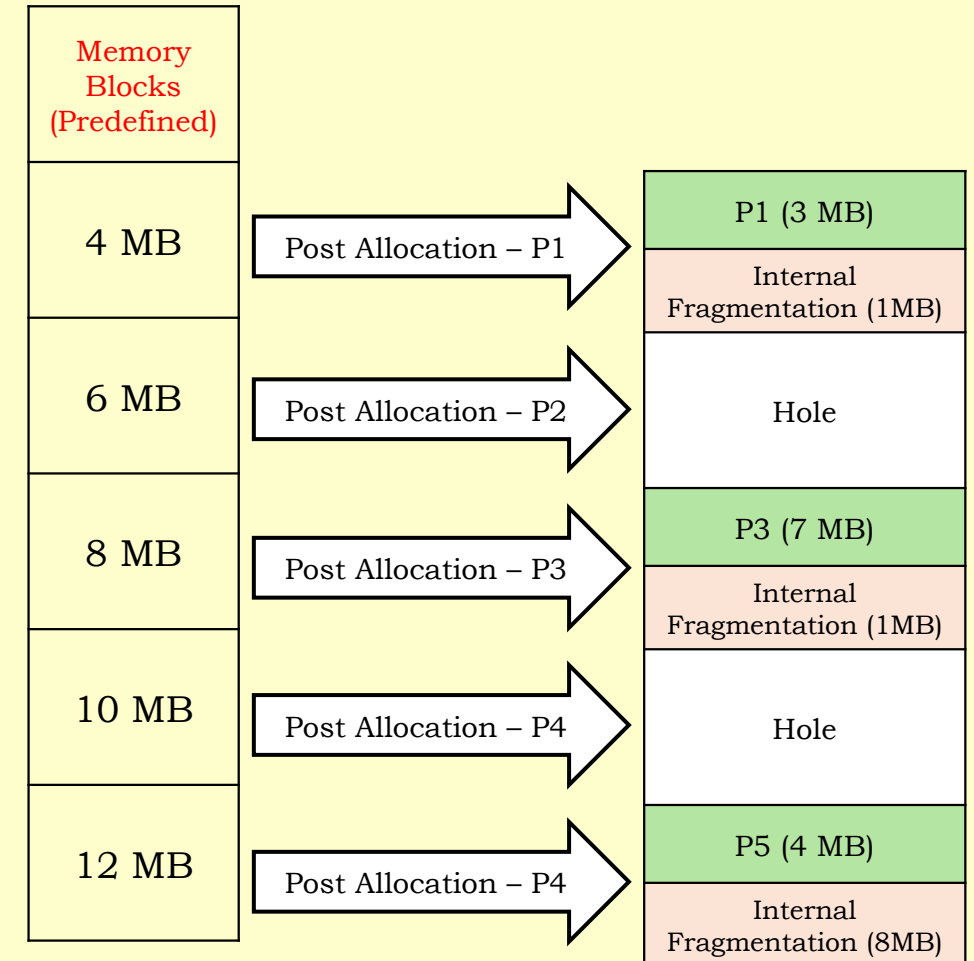 Memory
Blocks
(Predefined)
4 MB
Post Allocation – P1
P1 (3 MB)
Internal
Fragmentation (1MB)
6 MB
Post Allocation – P2
Hole
8 MB
Post Allocation – P3
P3 (7 MB)
Internal
Fragmentation (1MB)
10 MB
Post Allocation – P4
Hole
12 MB
Post Allocation – P4
P5 (4 MB)
Internal
Fragmentation (8MB)